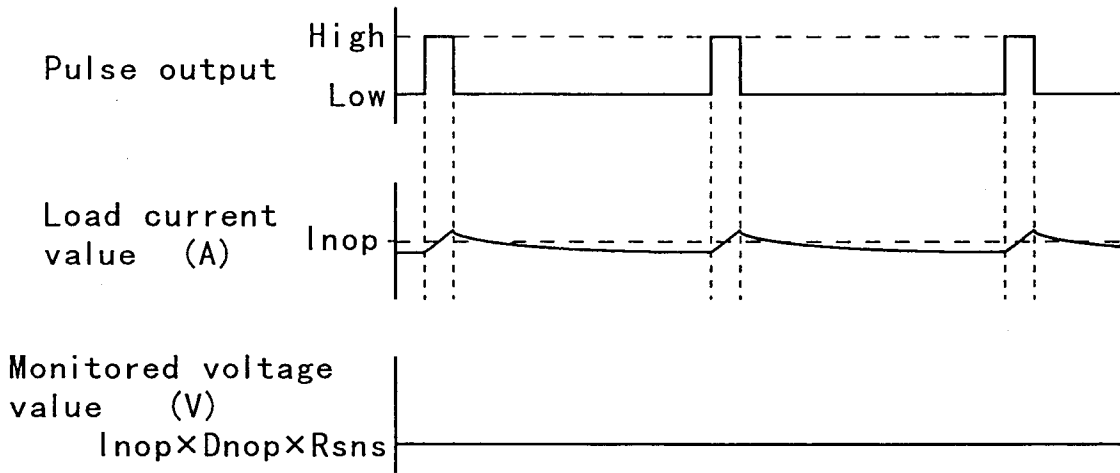 High
Pulse output
Low
Load current
value (A)
Inop
Monitored voltage
value (V)
Inop×Dnop×Rsns